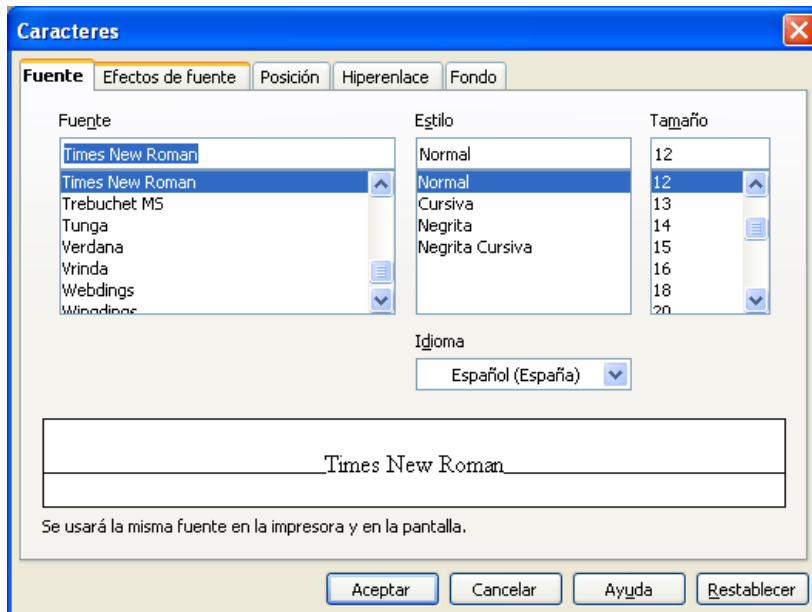 Caracteres
Fuente Efectos de fuente Posición Hiperenlace Fondo
Fuente Estilo Tamaño
Times New Roman Normal 12
Times New Roman Normal 12
Trebuchet MS Cursiva 13
Tunga Negrita 14
Verdana Negrita Cursiva 15
Vrinda 16
Webdings 18
Wingdings 20
Idioma
Español (España)
Times New Roman
Se usará la misma fuente en la impresora y en la pantalla.
Aceptar Cancelar Ayuda Restablecer